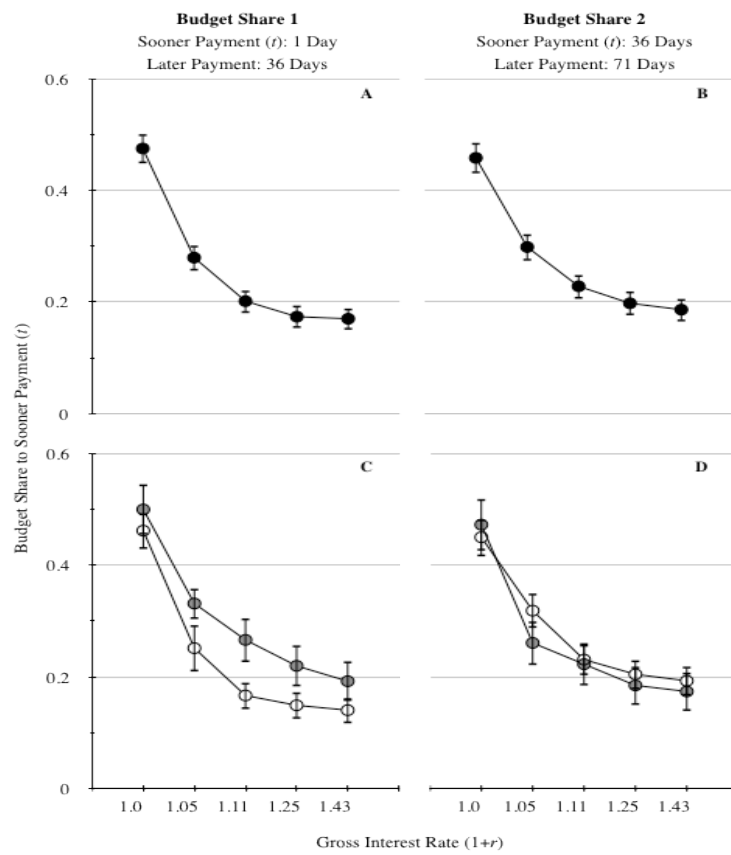 Budget Share 1
Sooner Payment (t): 1 Day
Later Payment: 36 Days
Budget Share 2
Sooner Payment (t): 36 Days
Later Payment: 71 Days
0.6
0.4
0.2
0
A
B
Budget Share to Sooner Payment (t)
0.6
0.4
0.2
0
C
D
1.0 1.05 1.11 1.25 1.43
1.0 1.05 1.11 1.25 1.43
Gross Interest Rate (1+r)